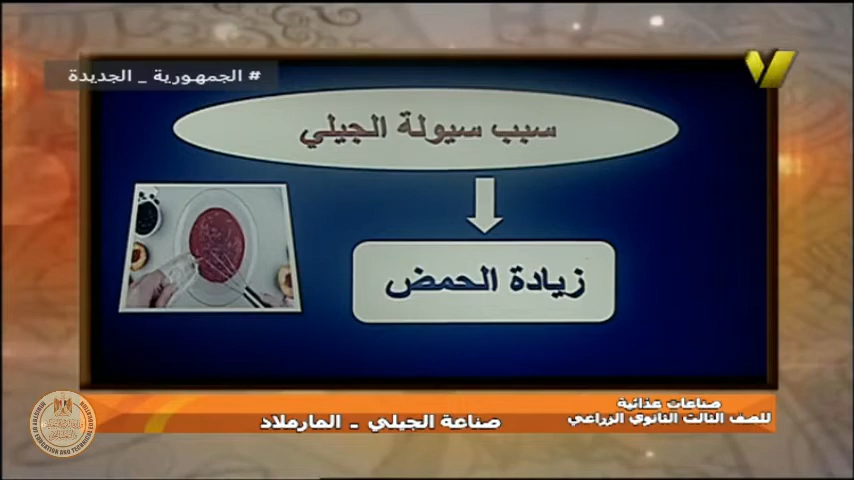 # الجمهورية _ الجديدة
سبب سيولة الجيلي
زيادة الحمض
صناعات غذائية
للصف الثالث الثانوي الزراعي
صناعة الجيلي - المارملاد